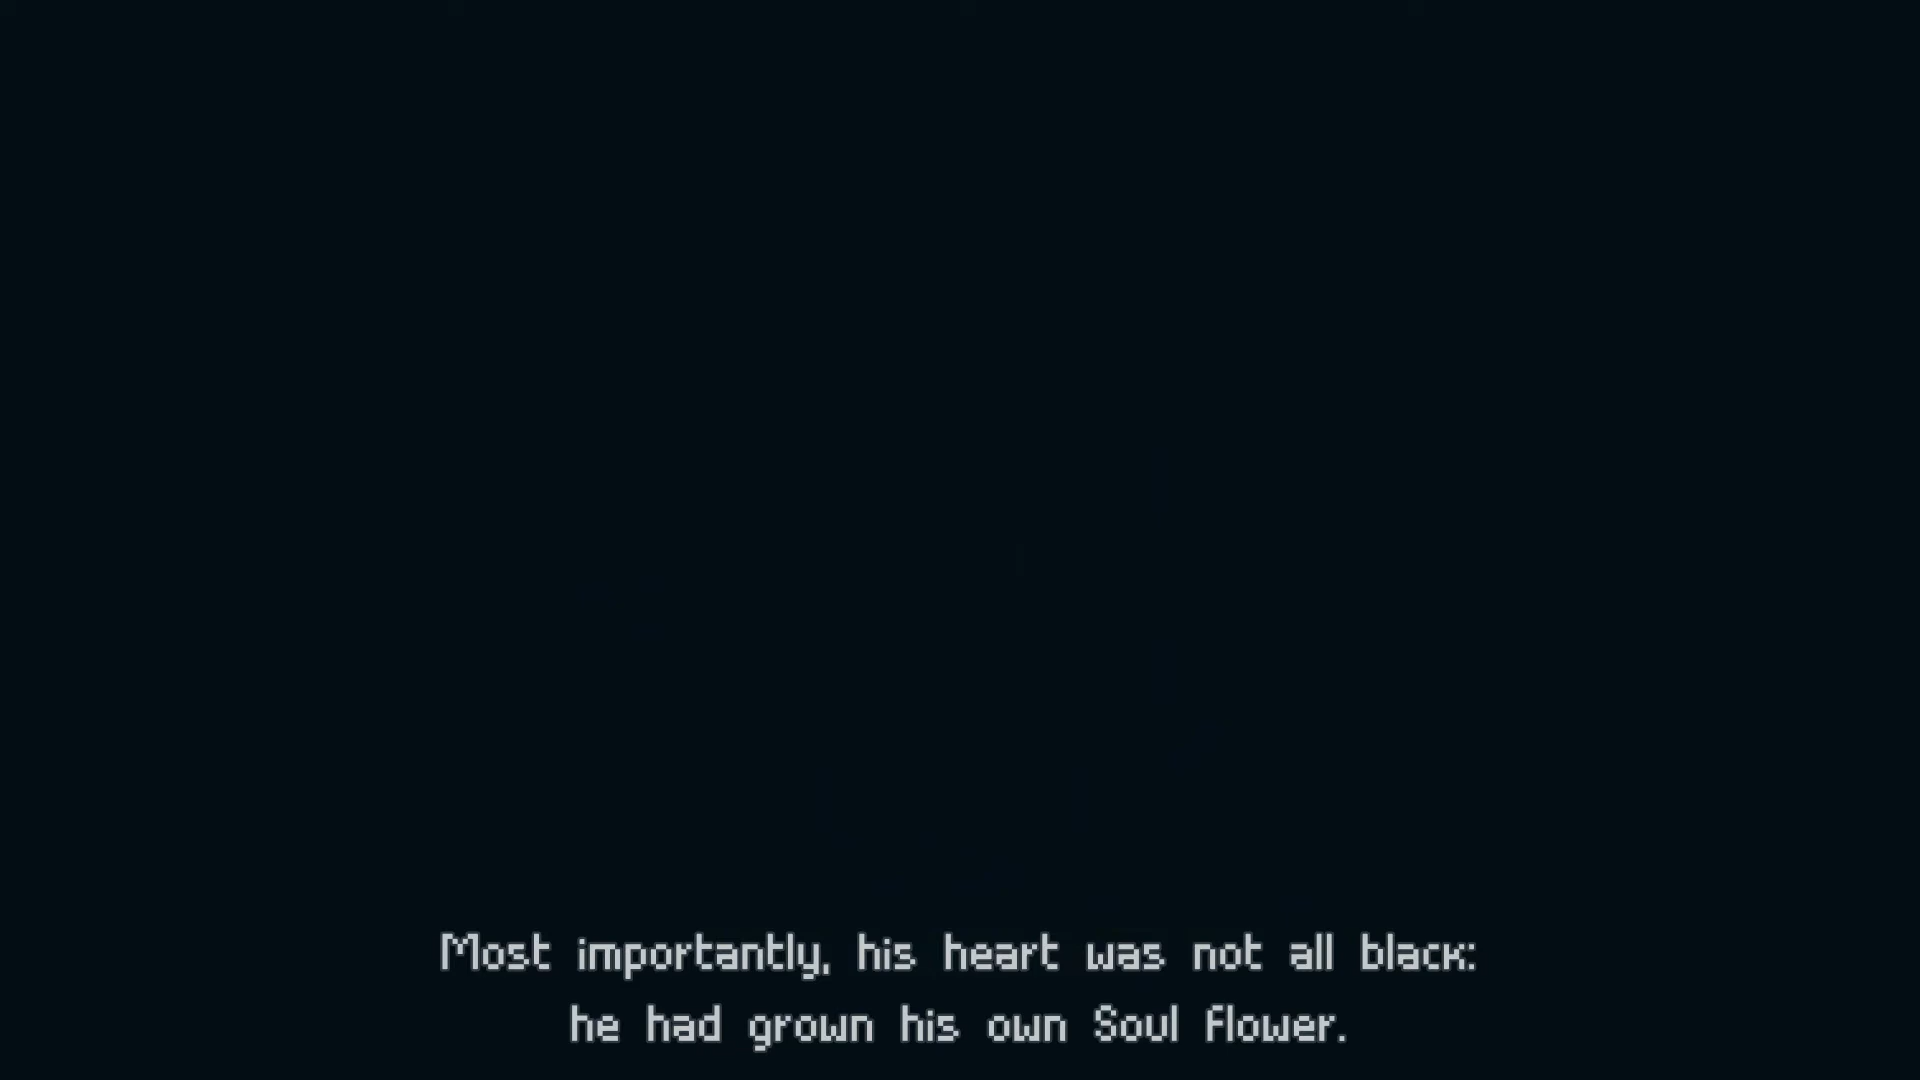 Most importantly, his heart was not all black:
he had grown his own Soul flower.